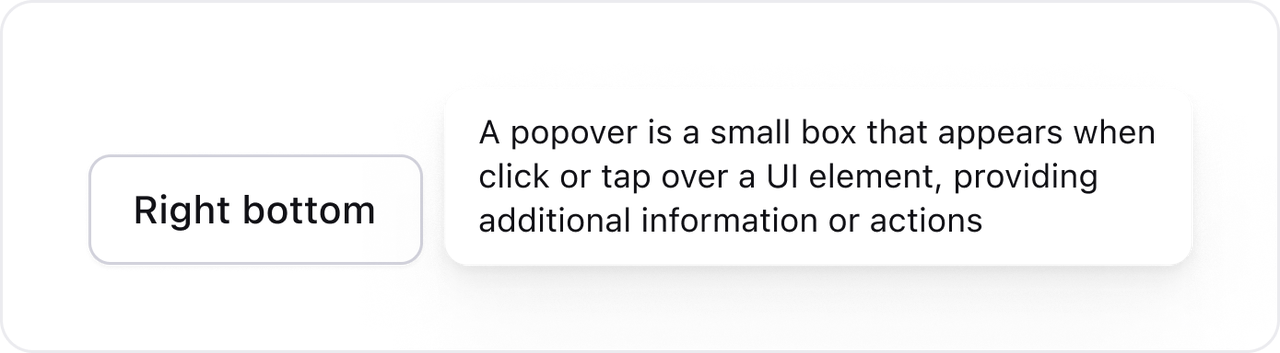 Right bottom
A popover is a small box that appears when
click or tap over a UI element, providing
additional information or actions